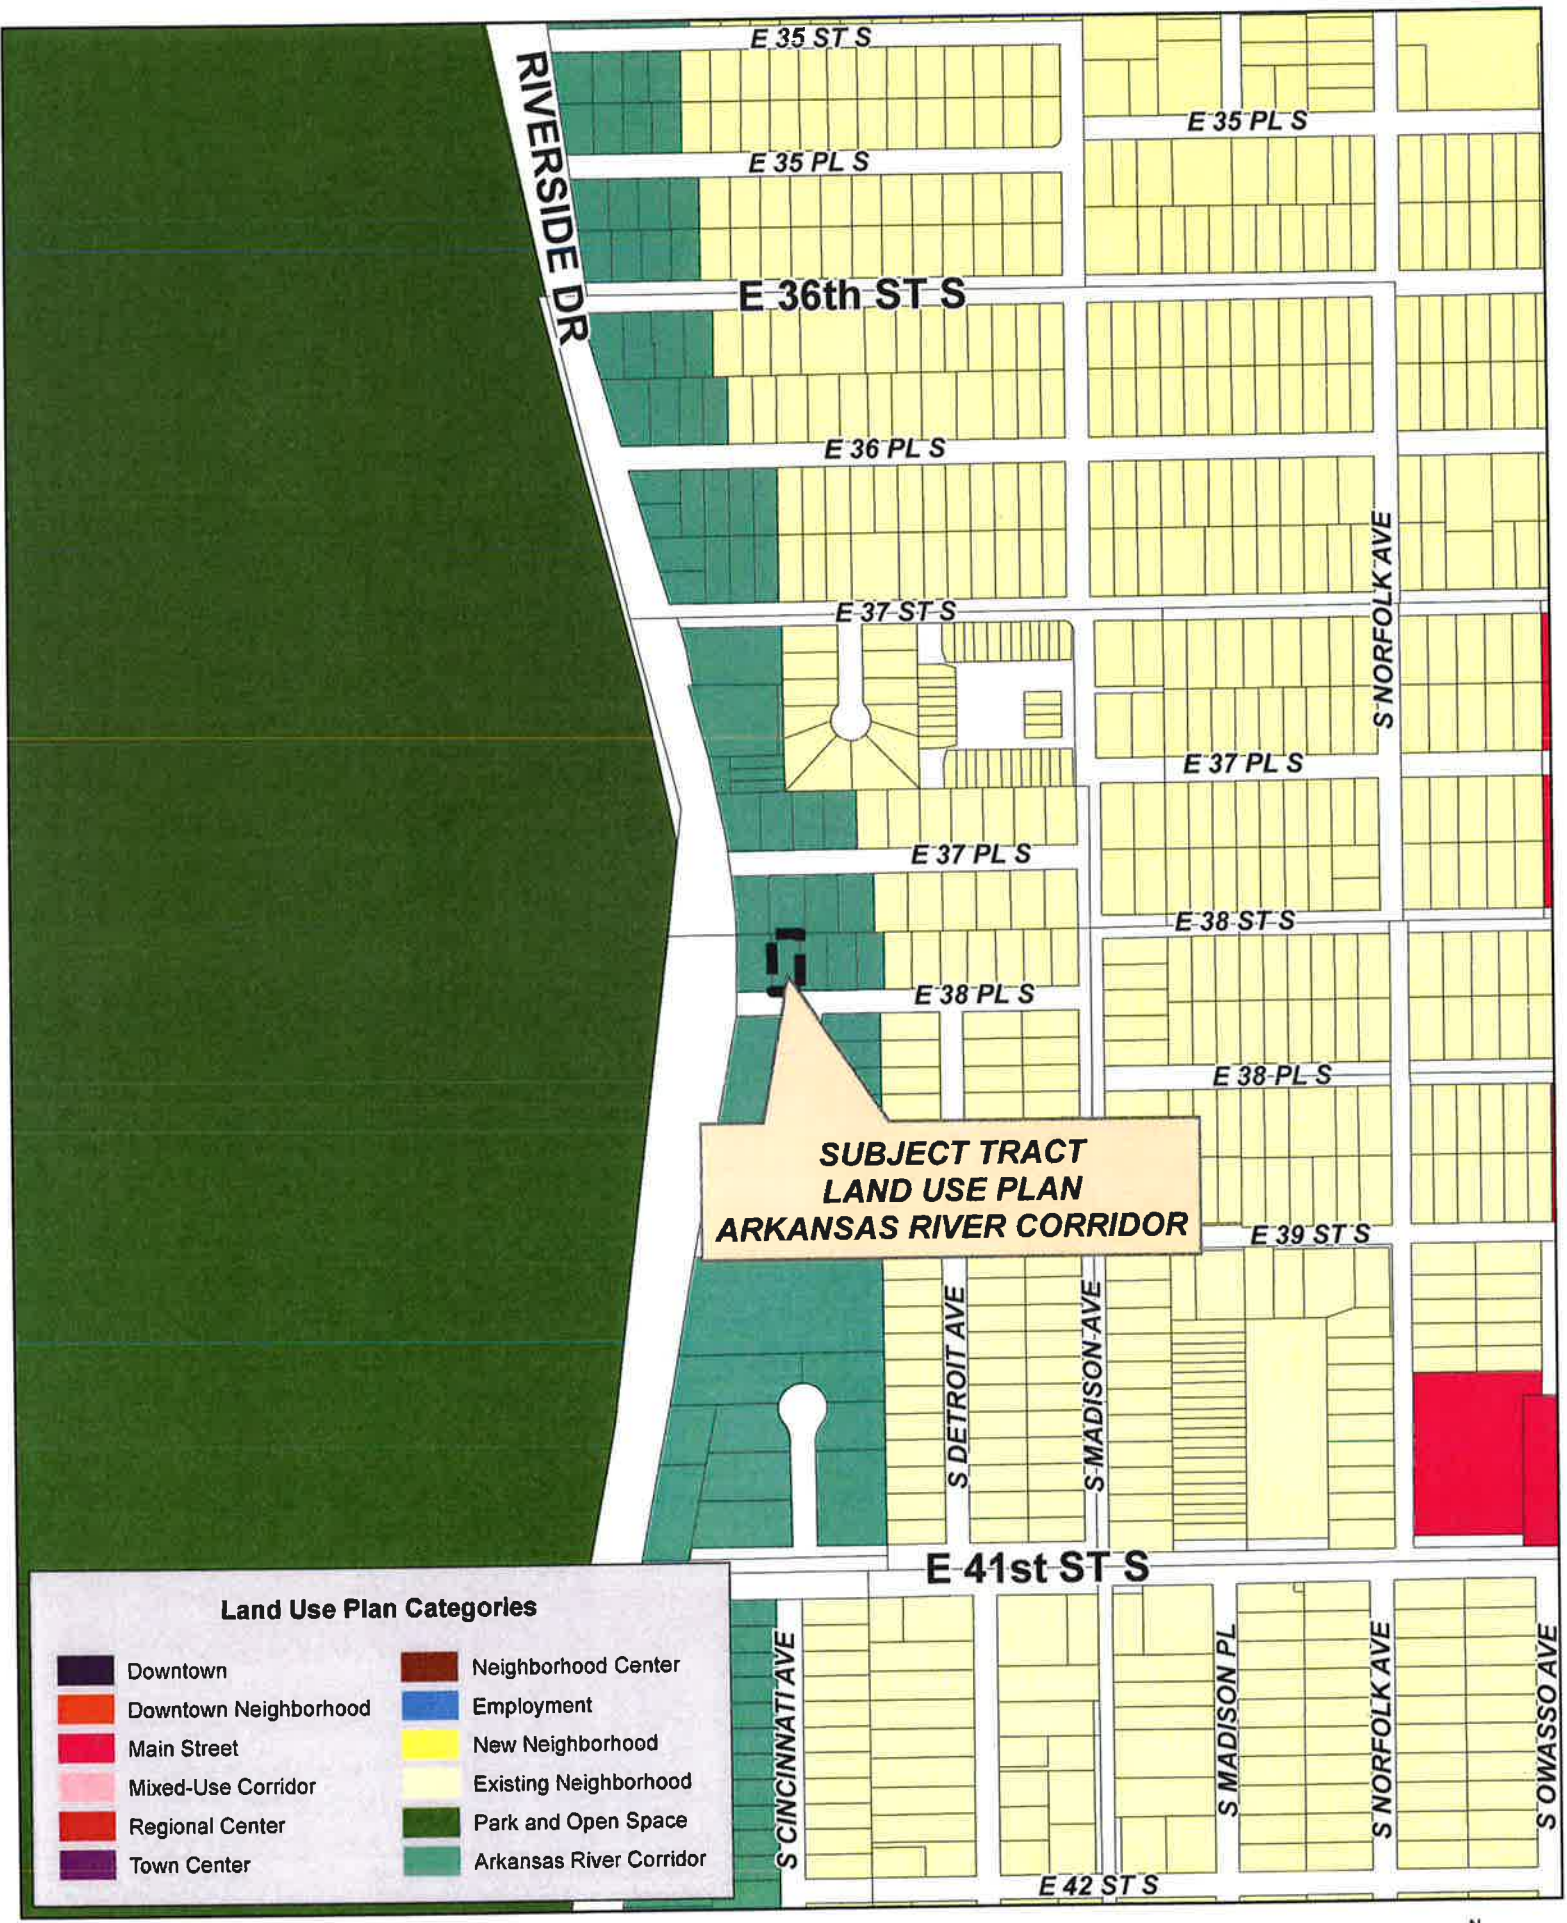 E 35 ST S
RIVERSIDE DR
E 35 PL S
E 35 PL S
E 36th ST S
E 36 PL S
S NORFOLK AVE
E 37 ST S
E 37 PL S
E 37 PL S
E 38 ST S
E 38 PL S
E 38 PL S
SUBJECT TRACT
LAND USE PLAN
ARKANSAS RIVER CORRIDOR
E 39 ST S
S DETROIT AVE
S MADISON AVE
E 41st ST S
Land Use Plan Categories
Downtown
Downtown Neighborhood
Main Street
Mixed-Use Corridor
Regional Center
Town Center
Neighborhood Center
Employment
New Neighborhood
Existing Neighborhood
Park and Open Space
Arkansas River Corridor
S CINCINNATI AVE
S MADISON PL
S NORFOLK AVE
S OWASSO AVE
E 42 ST S
N